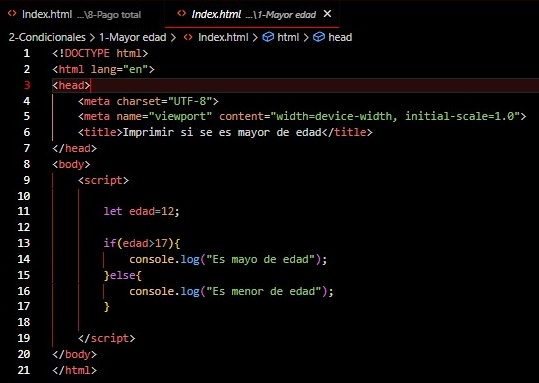 <> Index.html ...\8-Pago total <> Index.html ...\1-Mayor edad ×
2-Condicionales > 1-Mayor edad > <> Index.html > html > head
1 <!DOCTYPE html>
2 <html lang="en">
3 <head>
4 <meta charset="UTF-8">
5 <meta name="viewport" content="width=device-width, initial-scale=1.0">
6 <title>Imprimir si se es mayor de edad</title>
7 </head>
8 <body>
9 <script>
10
11 let edad=12;
12
13 if(edad>17){
14 console.log("Es mayo de edad");
15 }else{
16 console.log("Es menor de edad");
17 }
18
19 </script>
20 </body>
21 </html>